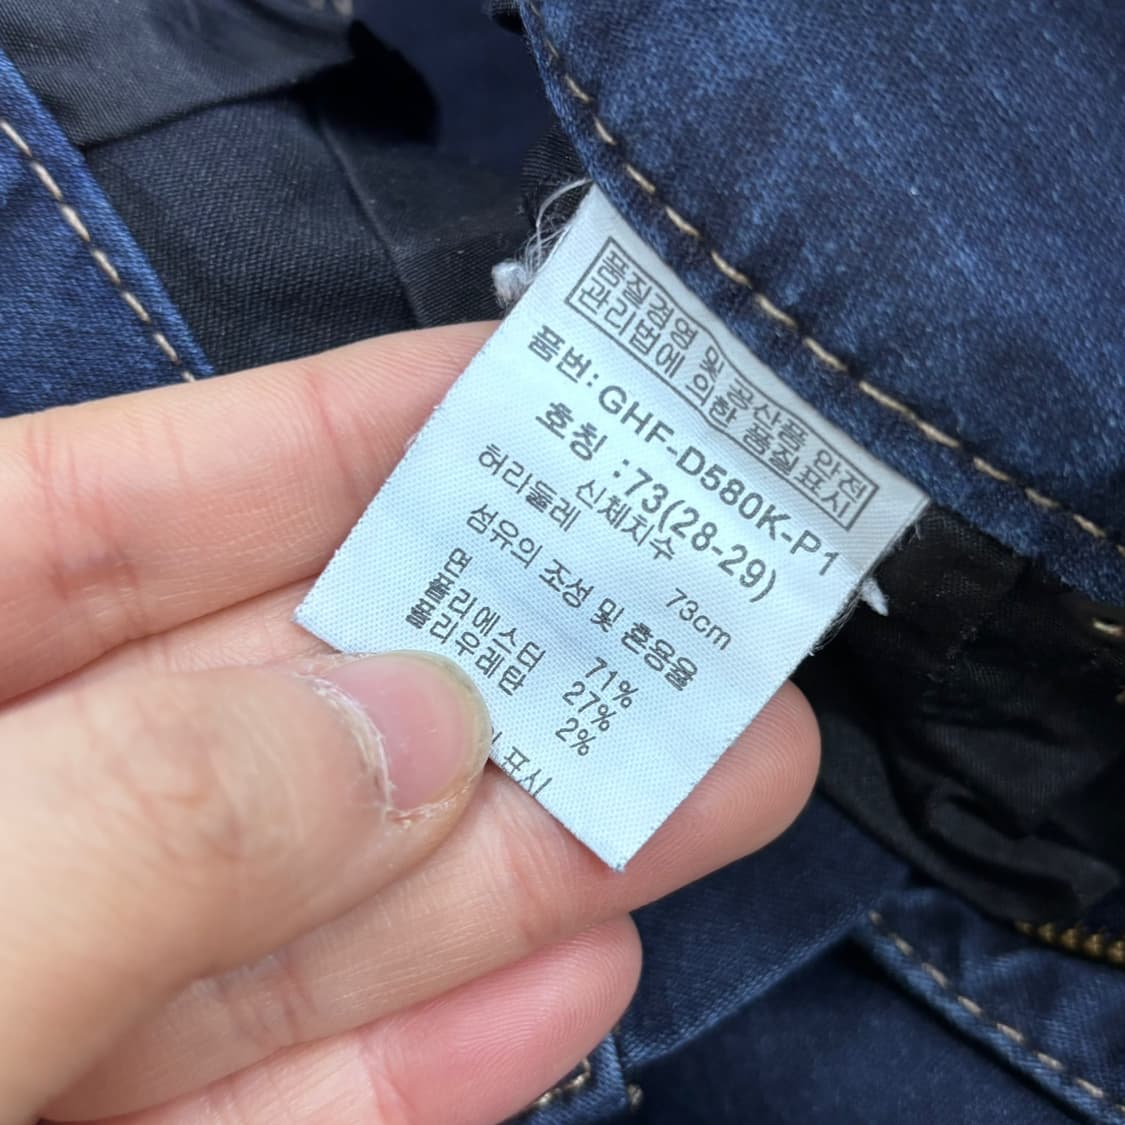 품질경영 및 공산품 안전
관리법에 의한 품질표시
품번: GHF-D580K-P1
호칭 : 73(28-29)
신체치수
허리둘레 73cm
섬유의 조성 및 혼용율
면 71%
폴리에스터 27%
폴리우레탄 2%
표시